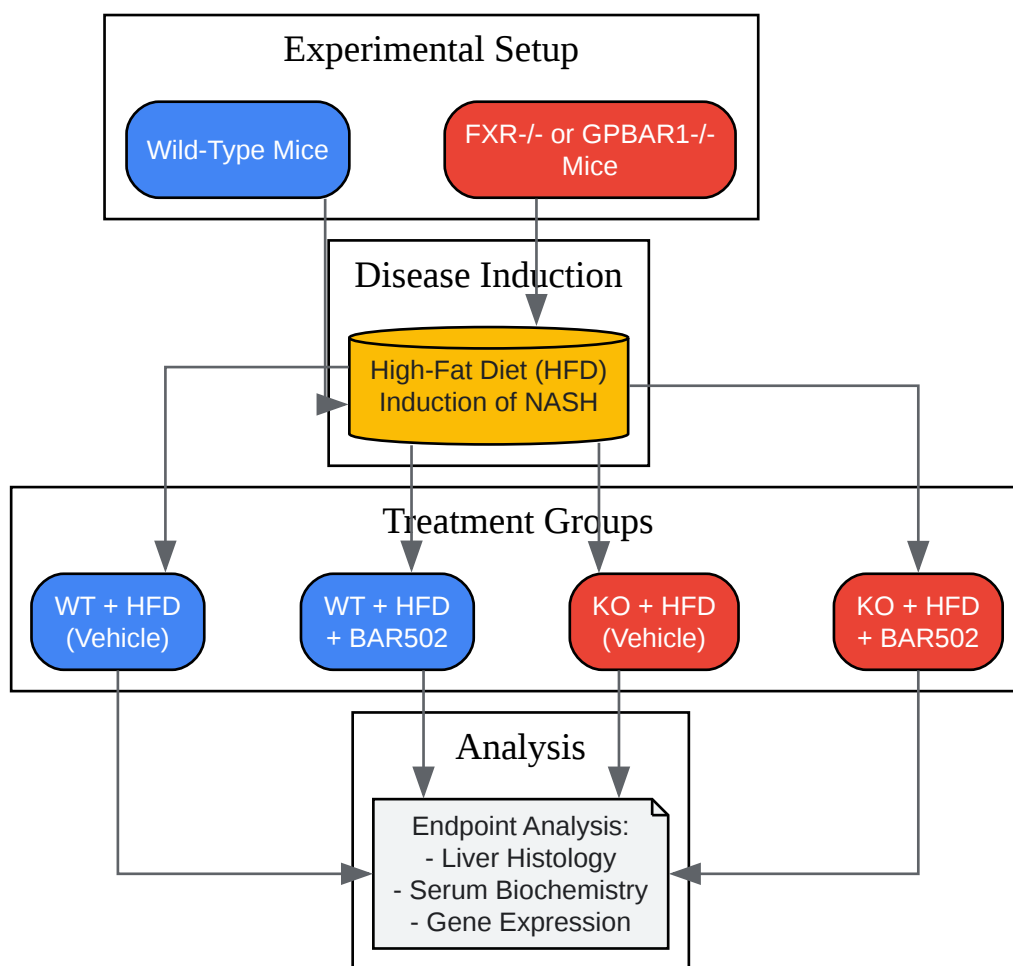 Experimental Setup
Wild-Type Mice
FXR-/- or GPBAR1-/-
Mice
Disease Induction
High-Fat Diet (HFD)
Induction of NASH
Treatment Groups
WT + HFD
(Vehicle)
WT + HFD
+ BAR502
KO + HFD
(Vehicle)
KO + HFD
+ BAR502
Analysis
Endpoint Analysis:
- Liver Histology
- Serum Biochemistry
- Gene Expression